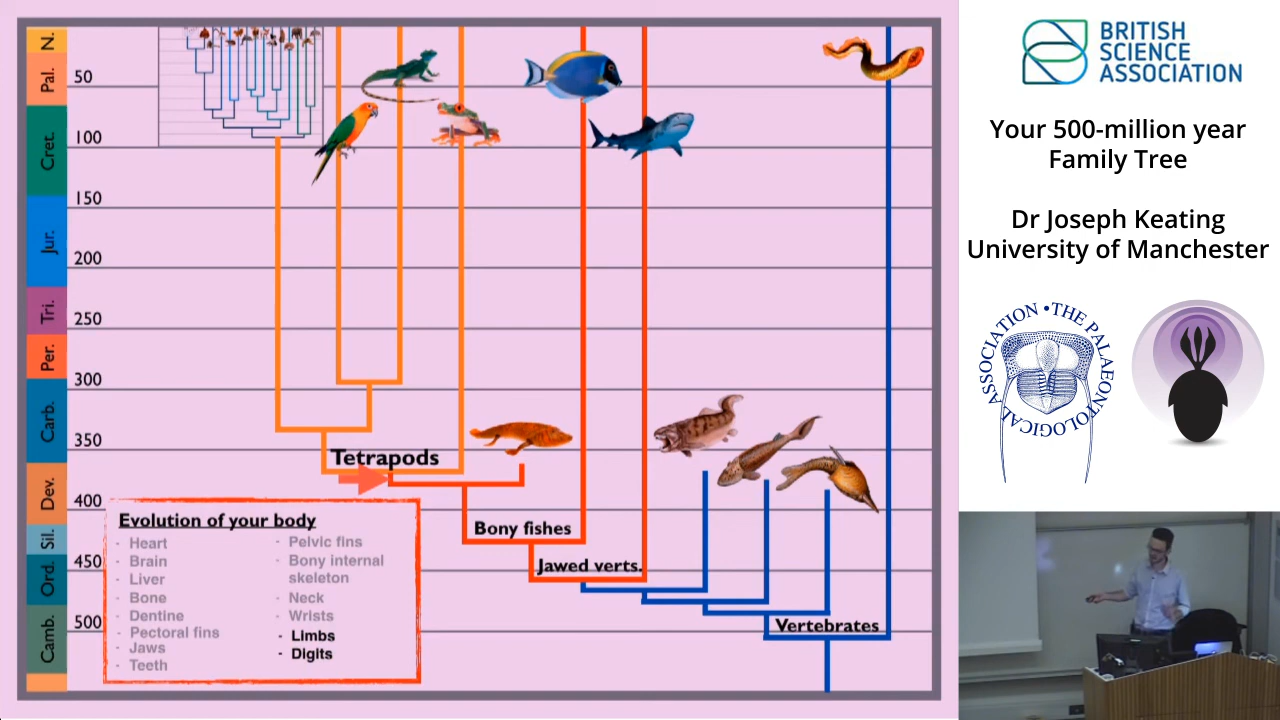 N.
Pal.
Cret.
Jur.
Tri.
Per.
Carb.
Dev.
Sil.
Ord.
Camb.
50
100
150
200
250
300
350
400
450
500
Tetrapods
Bony fishes
Jawed verts.
Vertebrates
Evolution of your body
· Heart
· Brain
· Liver
· Bone
· Dentine
· Pectoral fins
· Jaws
· Teeth
· Pelvic fins
· Bony internal
skeleton
· Neck
· Wrists
- Limbs
- Digits
BRITISH
SCIENCE
ASSOCIATION
Your 500-million year
Family Tree
Dr Joseph Keating
University of Manchester
THE PALAEONTOLOGICAL ASSOCIATION •